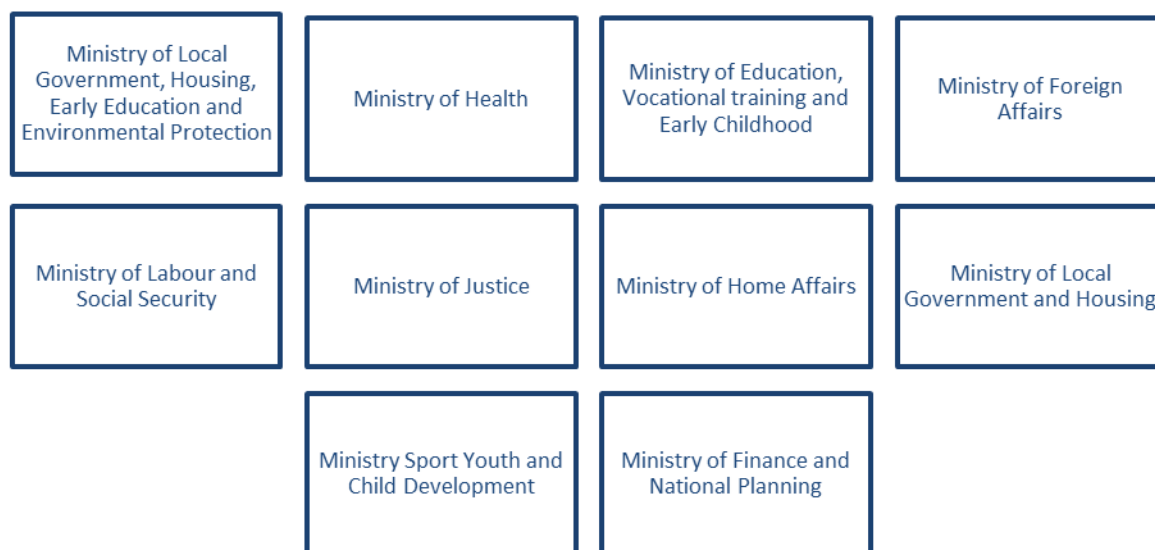 Ministry of Local
Government, Housing,
Early Education and
Environmental Protection
Ministry of Health
Ministry of Education,
Vocational training and
Early Childhood
Ministry of Foreign
Affairs
Ministry of Labour and
Social Security
Ministry of Justice
Ministry of Home Affairs
Ministry of Local
Government and Housing
Ministry Sport Youth and
Child Development
Ministry of Finance and
National Planning